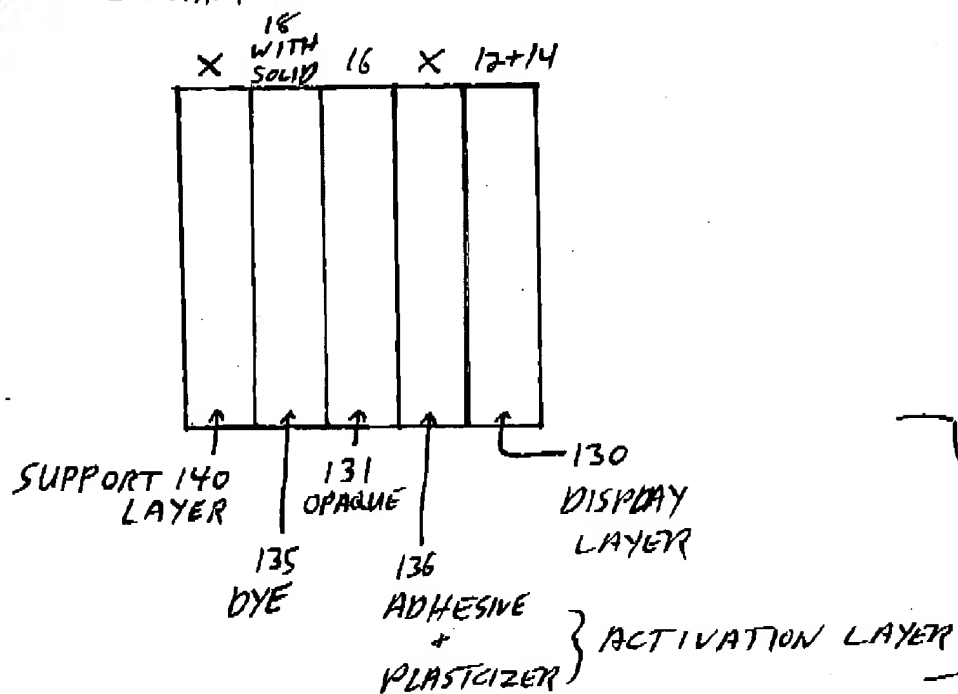 18
WITH
SOLID
X
16
X
12+14
SUPPORT 140
LAYER
135
DYE
131
OPAQUE
136
ADHESIVE
+
PLASTCIZER
} ACTIVATION LAYER
130
DISPLAY
LAYER